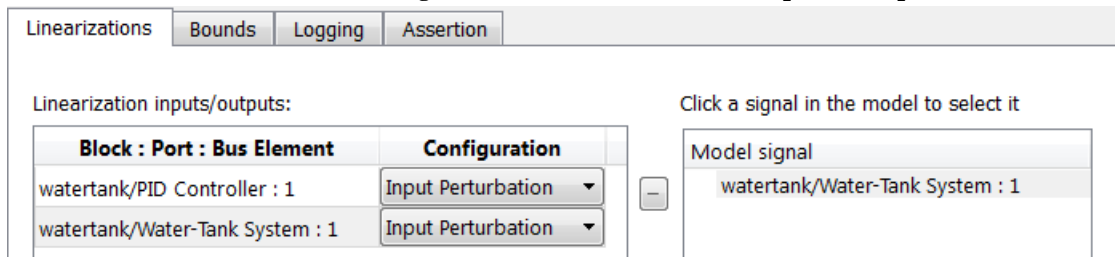 Linearizations Bounds Logging Assertion
Linearization inputs/outputs: Click a signal in the model to select it
Block : Port : Bus Element Configuration Model signal
watertank/PID Controller : 1 Input Perturbation − watertank/Water-Tank System : 1
watertank/Water-Tank System : 1 Input Perturbation